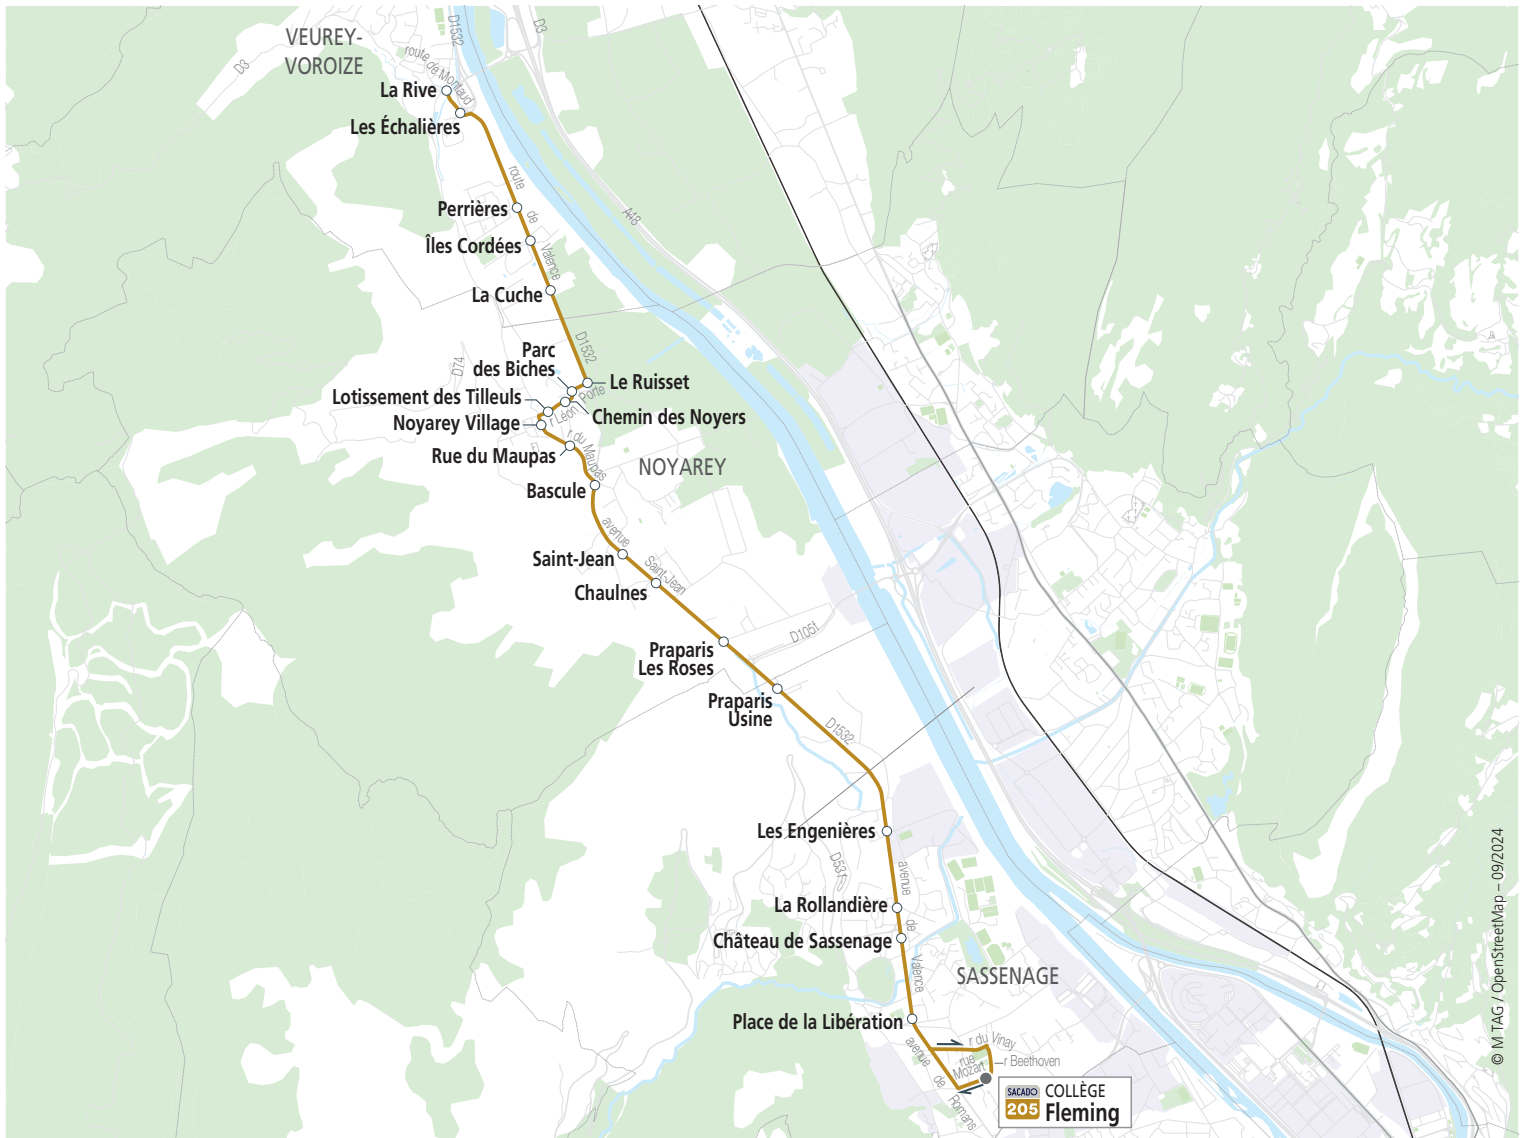 VEUREY-
VOROIZE
D1532
D3
D3
route de Montaud
La Rive
Les Échalières
route
de
Valence
A48
Perrières
Îles Cordées
La Cuche
D1532
D74
Parc
des Biches
Le Ruisset
Lotissement des Tilleuls
r Léon Porte
Chemin des Noyers
Noyarey Village
r du Maupas
Rue du Maupas
NOYAREY
Bascule
avenue
Saint-Jean
Saint-Jean
Chaulnes
D105f
Praparis
Les Roses
Praparis
Usine
D1532
Les Engenières
D531
avenue
de
Valence
La Rollandière
Château de Sassenage
SASSENAGE
Place de la Libération
r du Vinay
avenue
de
Romans
rue
Mozart
r Beethoven
SACADO
205
COLLÈGE
Fleming
© M TAG / OpenStreetMap – 09/2024